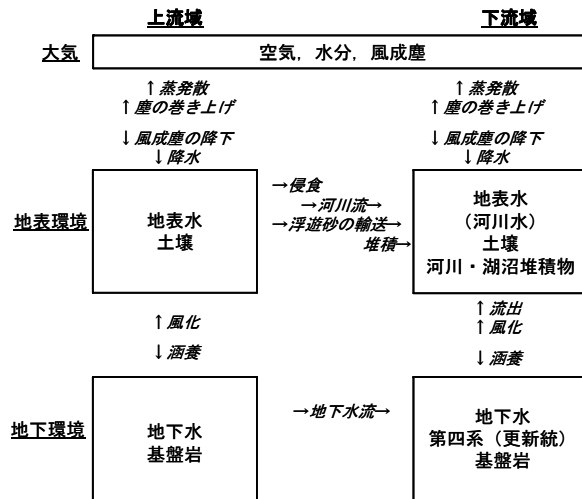 上流域
下流域
大気
空気，水分，風成塵
↑蒸発散
↑塵の巻き上げ
↓風成塵の降下
↓降水
↑蒸発散
↑塵の巻き上げ
↓風成塵の降下
↓降水
地表環境
地表水
土壌
→侵食
→河川流→
→浮遊砂の輸送→
堆積→
地表水
（河川水）
土壌
河川・湖沼堆積物
↑風化
↓涵養
↑流出
↑風化
↓涵養
地下環境
地下水
基盤岩
→地下水流→
地下水
第四系（更新統）
基盤岩